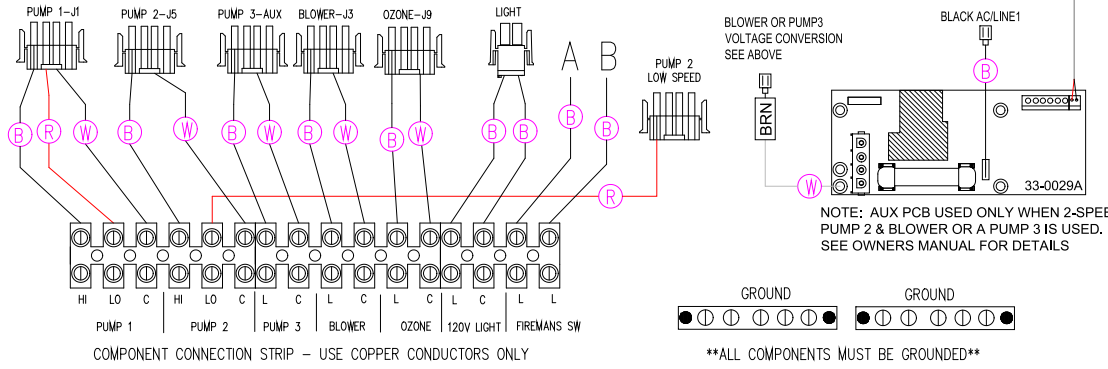 PUMP 1-J1 PUMP 2-J5 PUMP 3-AUX BLOWER-J3 OZONE-J9 LIGHT
A B
BLOWER OR PUMP3
VOLTAGE CONVERSION
SEE ABOVE
BLACK AC/LINE1
PUMP 2
LOW SPEED
B
BRN
B R W B W B W B W B W B B B B
R
W
33-0029A
NOTE: AUX PCB USED ONLY WHEN 2-SPEE
PUMP 2 & BLOWER OR A PUMP 3 IS USED.
SEE OWNERS MANUAL FOR DETAILS
HI LO C HI LO C L C L C L C L C L L
PUMP 1 PUMP 2 PUMP 3 BLOWER OZONE 120V LIGHT FIREMANS SW
COMPONENT CONNECTION STRIP – USE COPPER CONDUCTORS ONLY
GROUND GROUND
**ALL COMPONENTS MUST BE GROUNDED**